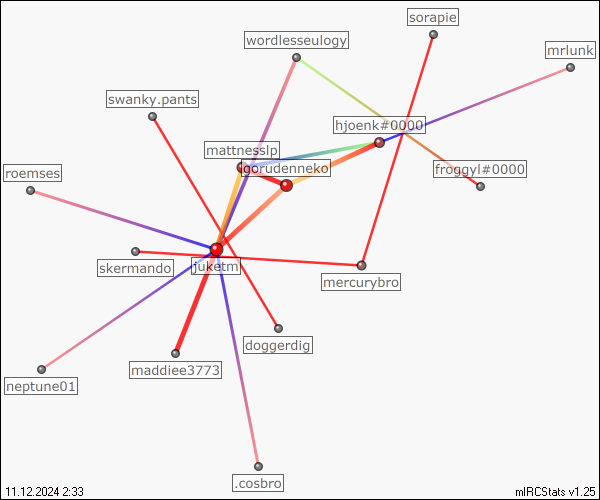 sorapie
wordlesseulogy
mrlunk
swanky.pants
hjoenk#0000
mattnesslp
gorudenneko
froggyl#0000
roemses
skermando
juketm
mercurybro
doggerdig
maddiee3773
neptune01
.cosbro
11.12.2024 2:33
mIRCStats v1.25